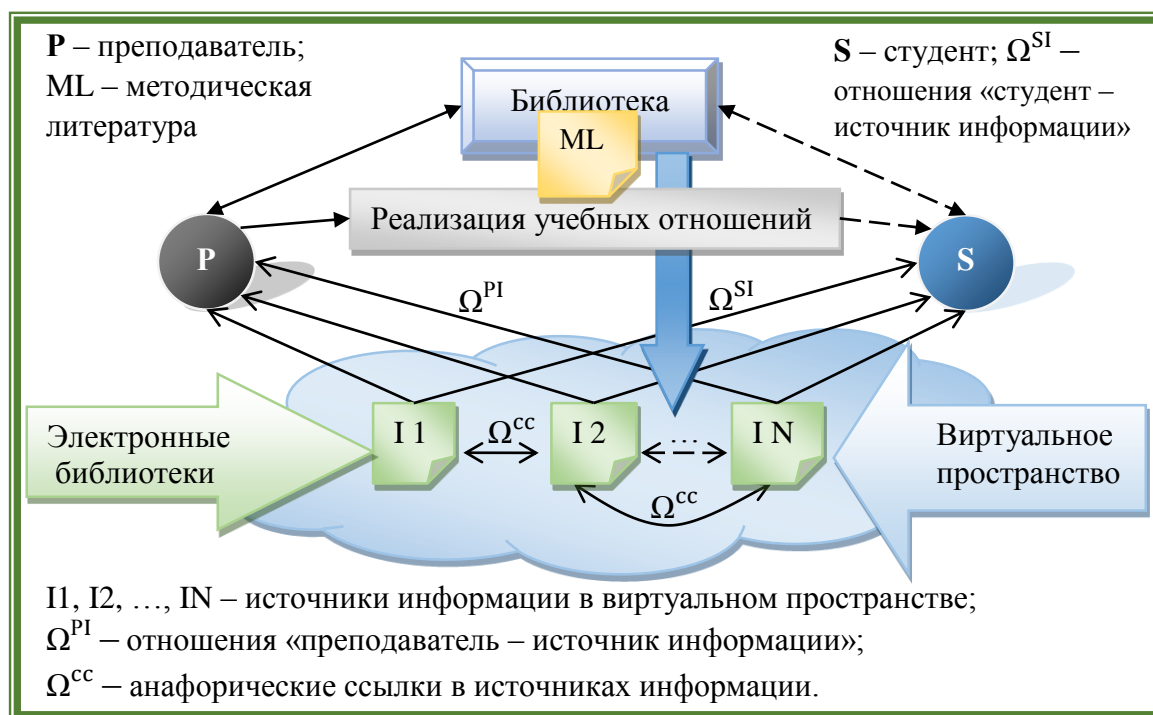 P – преподаватель;
ML – методическая
литература
S – студент; Ω^SI –
отношения «студент –
источник информации»
Библиотека
ML
Реализация учебных отношений
P
S
Ω^PI
Ω^SI
Электронные
библиотеки
I 1
Ω^cc
I 2
...
I N
Ω^cc
Виртуальное
пространство
I1, I2, …, IN – источники информации в виртуальном пространстве;
Ω^PI – отношения «преподаватель – источник информации»;
Ω^cc – анафорические ссылки в источниках информации.